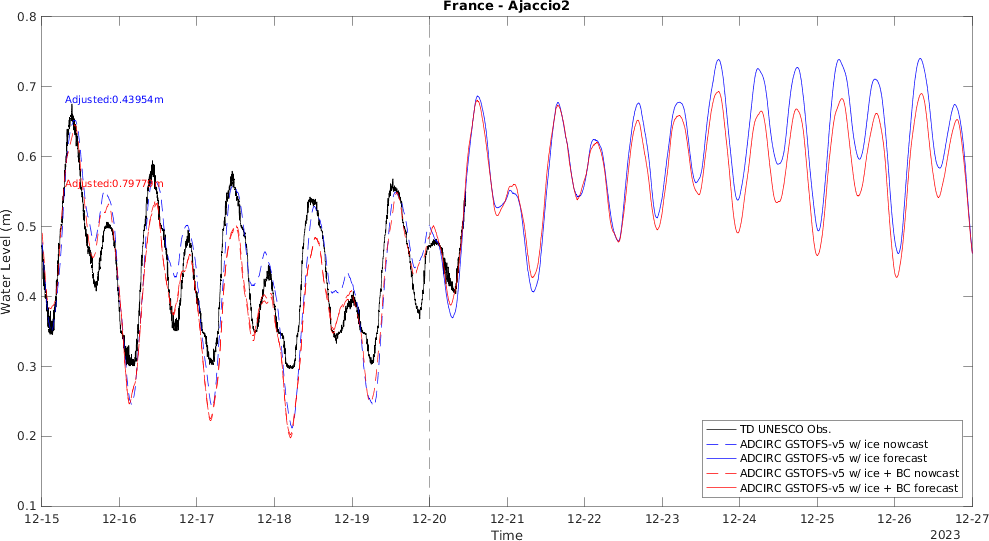 France - Ajaccio2
0.8
0.7
0.6
0.5
0.4
0.3
0.2
0.1
Water Level (m)
Adjusted:0.43954m
Adjusted:0.79779m
TD UNESCO Obs.
ADCIRC GSTOFS-v5 w/ ice nowcast
ADCIRC GSTOFS-v5 w/ ice forecast
ADCIRC GSTOFS-v5 w/ ice + BC nowcast
ADCIRC GSTOFS-v5 w/ ice + BC forecast
12-15 12-16 12-17 12-18 12-19 12-20 12-21 12-22 12-23 12-24 12-25 12-26 12-27
Time
2023